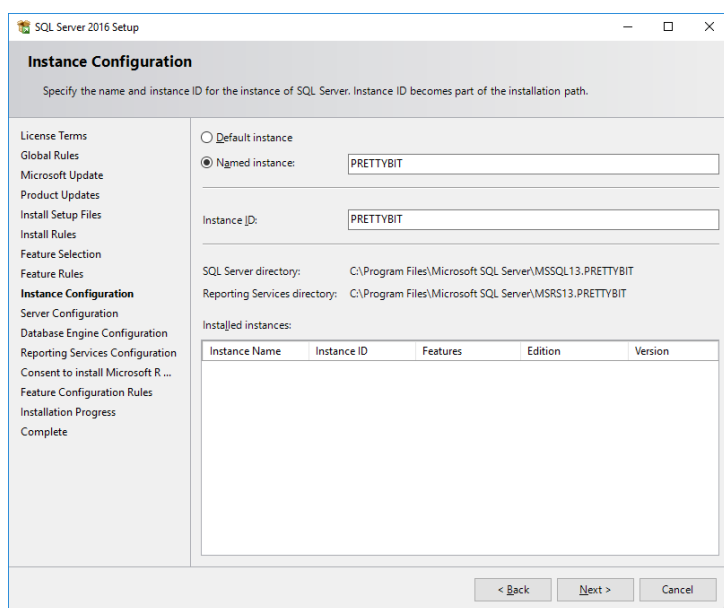 SQL Server 2016 Setup
Instance Configuration
Specify the name and instance ID for the instance of SQL Server. Instance ID becomes part of the installation path.
License Terms
Global Rules
Microsoft Update
Product Updates
Install Setup Files
Install Rules
Feature Selection
Feature Rules
Instance Configuration
Server Configuration
Database Engine Configuration
Reporting Services Configuration
Consent to install Microsoft R ...
Feature Configuration Rules
Installation Progress
Complete
Default instance
Named instance: PRETTYBIT
Instance ID: PRETTYBIT
SQL Server directory: C:\Program Files\Microsoft SQL Server\MSSQL13.PRETTYBIT
Reporting Services directory: C:\Program Files\Microsoft SQL Server\MSRS13.PRETTYBIT
Installed instances:
Instance Name Instance ID Features Edition Version
< Back Next > Cancel